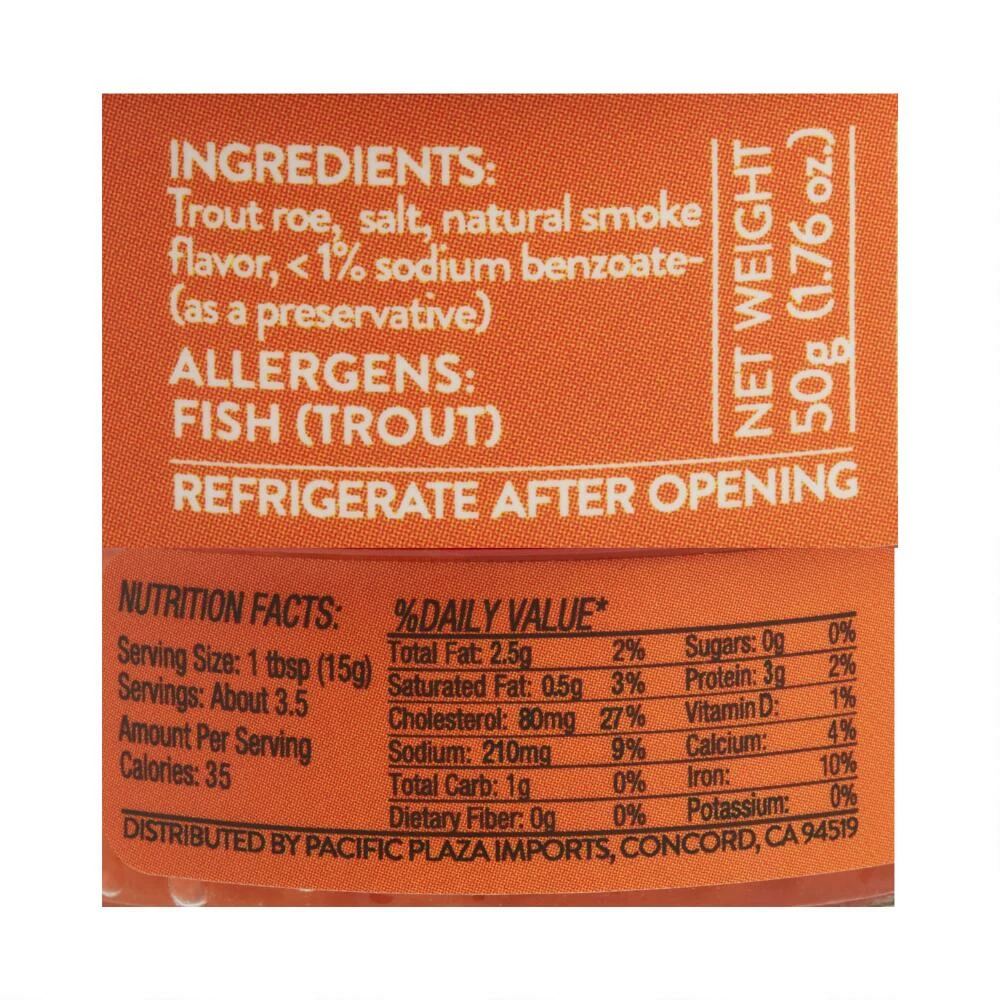 INGREDIENTS:
Trout roe, salt, natural smoke
flavor, < 1% sodium benzoate-
(as a preservative)
ALLERGENS:
FISH (TROUT)
NET WEIGHT
50g (1.76 oz.)
REFRIGERATE AFTER OPENING
NUTRITION FACTS:
Serving Size: 1 tbsp (15g)
Servings: About 3.5
Amount Per Serving
Calories: 35
%DAILY VALUE*
Total Fat: 2.5g 2% Sugars: 0g 0%
Saturated Fat: 0.5g 3% Protein: 3g 2%
Cholesterol: 80mg 27% Vitamin D: 1%
Sodium: 210mg 9% Calcium: 4%
Total Carb: 1g 0% Iron: 10%
Dietary Fiber: 0g 0% Potassium: 0%
DISTRIBUTED BY PACIFIC PLAZA IMPORTS, CONCORD, CA 94519